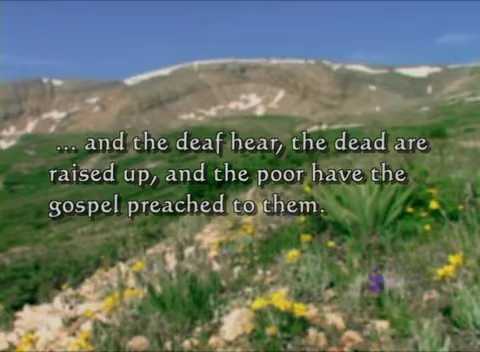 ... and the deaf hear, the dead are
raised up, and the poor have the
gospel preached to them.